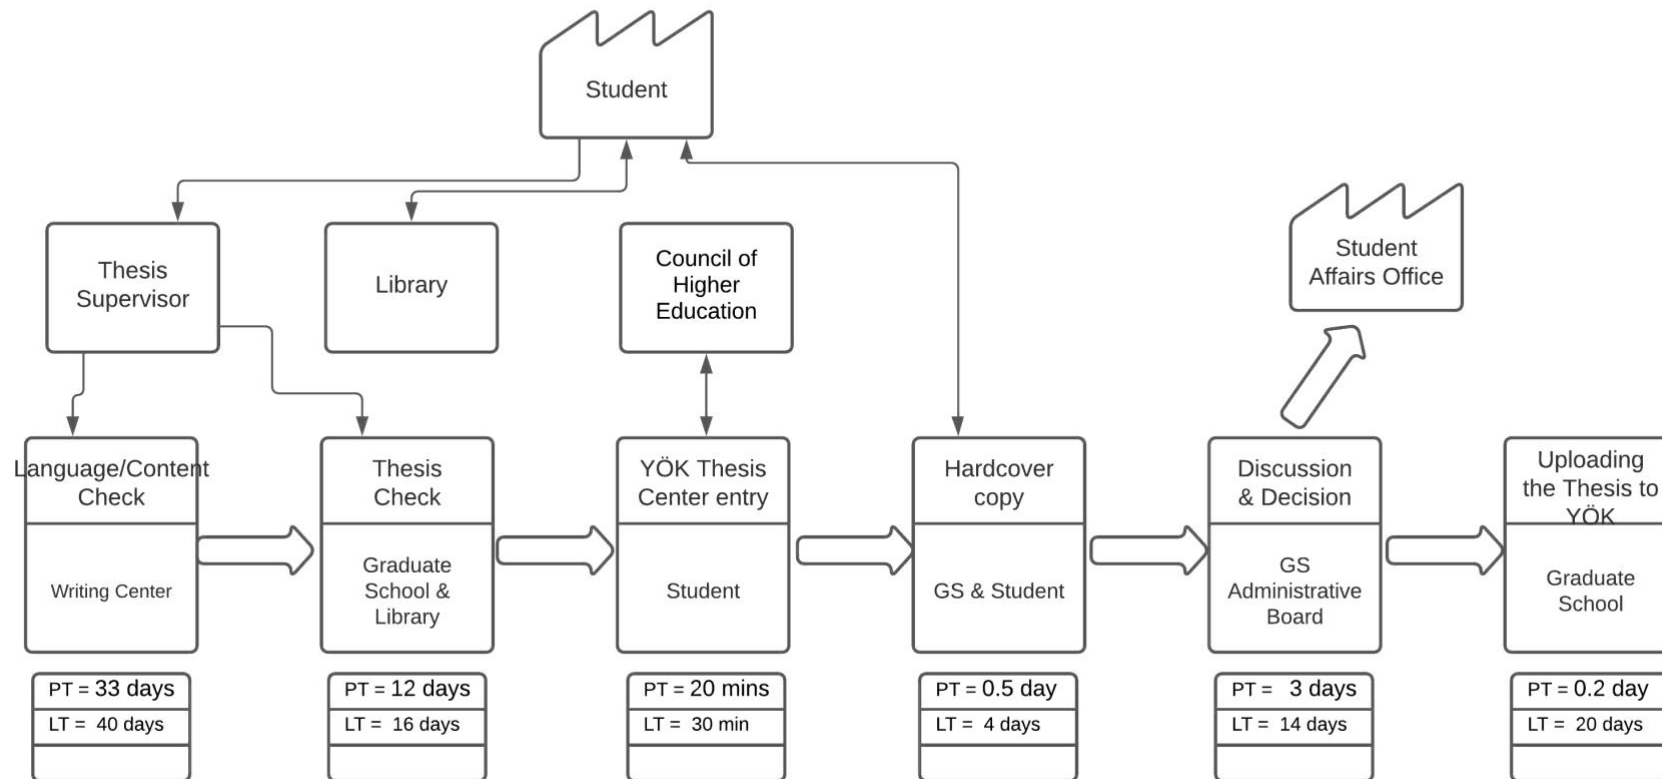 Student
Thesis
Supervisor
Library
Council of
Higher
Education
Student
Affairs Office
Language/Content
Check
Writing Center
Thesis
Check
Graduate
School &
Library
YÖK Thesis
Center entry
Student
Hardcover
copy
GS & Student
Discussion
& Decision
GS
Administrative
Board
Uploading
the Thesis to
YÖK
Graduate
School
PT = 33 days
LT = 40 days
PT = 12 days
LT = 16 days
PT = 20 mins
LT = 30 min
PT = 0.5 day
LT = 4 days
PT = 3 days
LT = 14 days
PT = 0.2 day
LT = 20 days